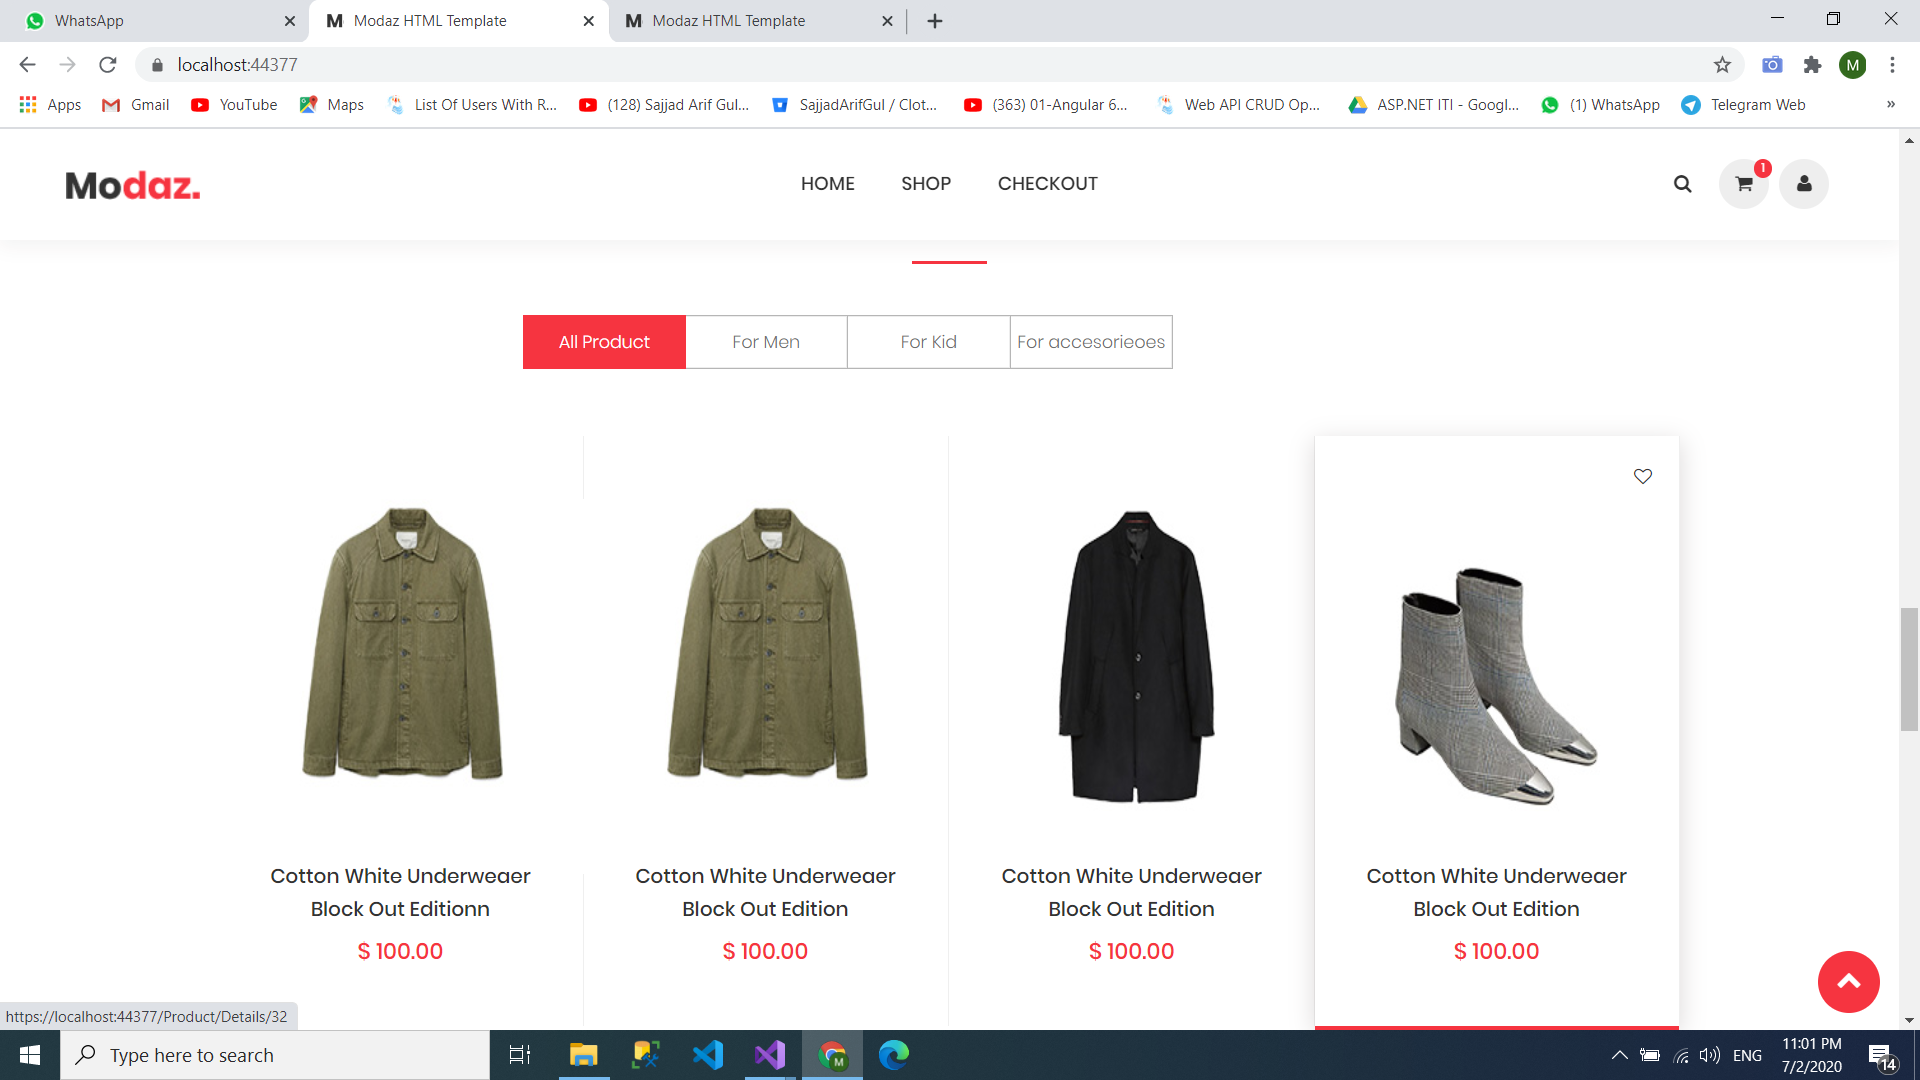 WhatsApp
Modaz HTML Template
Modaz HTML Template
localhost:44377
M
Apps
Gmail
YouTube
Maps
List Of Users With R...
(128) Sajjad Arif Gul...
SajjadArifGul / Clot...
(363) 01-Angular 6...
Web API CRUD Op...
ASP.NET ITI - Googl...
(1) WhatsApp
Telegram Web
»
Modaz.
HOME
SHOP
CHECKOUT
1
All Product
For Men
For Kid
For accesorieoes
Cotton White Underweaer
Block Out Editionn
$ 100.00
Cotton White Underweaer
Block Out Edition
$ 100.00
Cotton White Underweaer
Block Out Edition
$ 100.00
Cotton White Underweaer
Block Out Edition
$ 100.00
https://localhost:44377/Product/Details/32
Type here to search
M
ENG
11:01 PM
7/2/2020
14